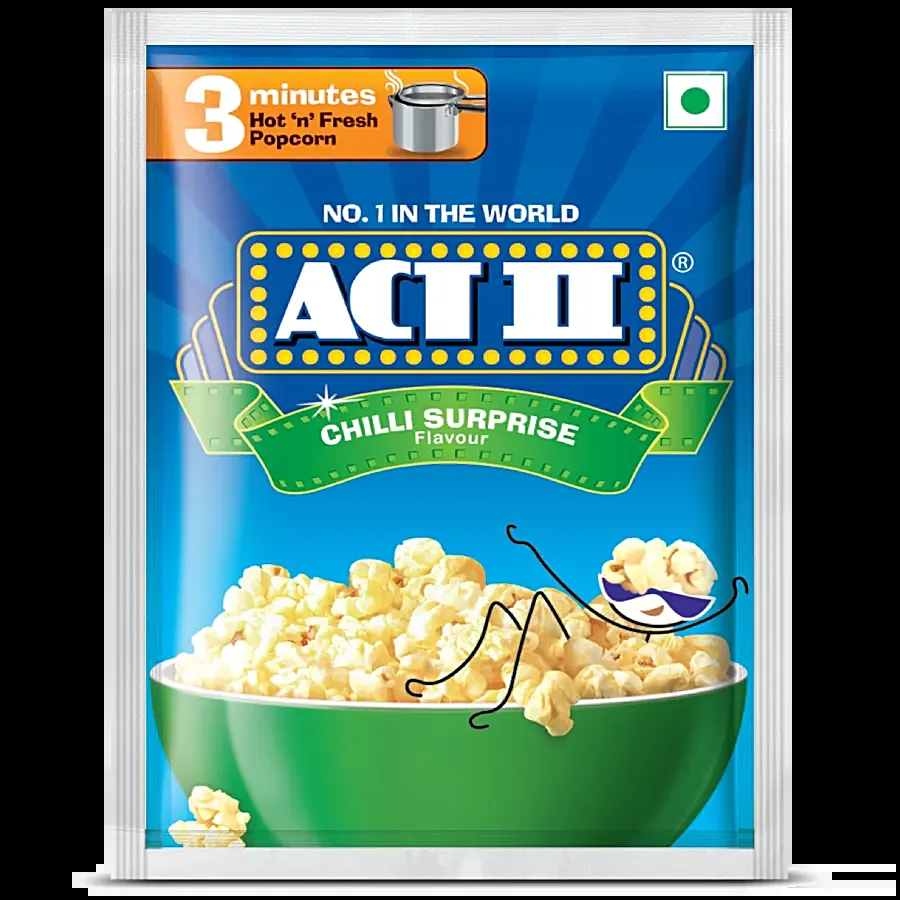 3 minutes
Hot 'n' Fresh
Popcorn
NO. 1 IN THE WORLD
ACT II ®
CHILLI SURPRISE
Flavour